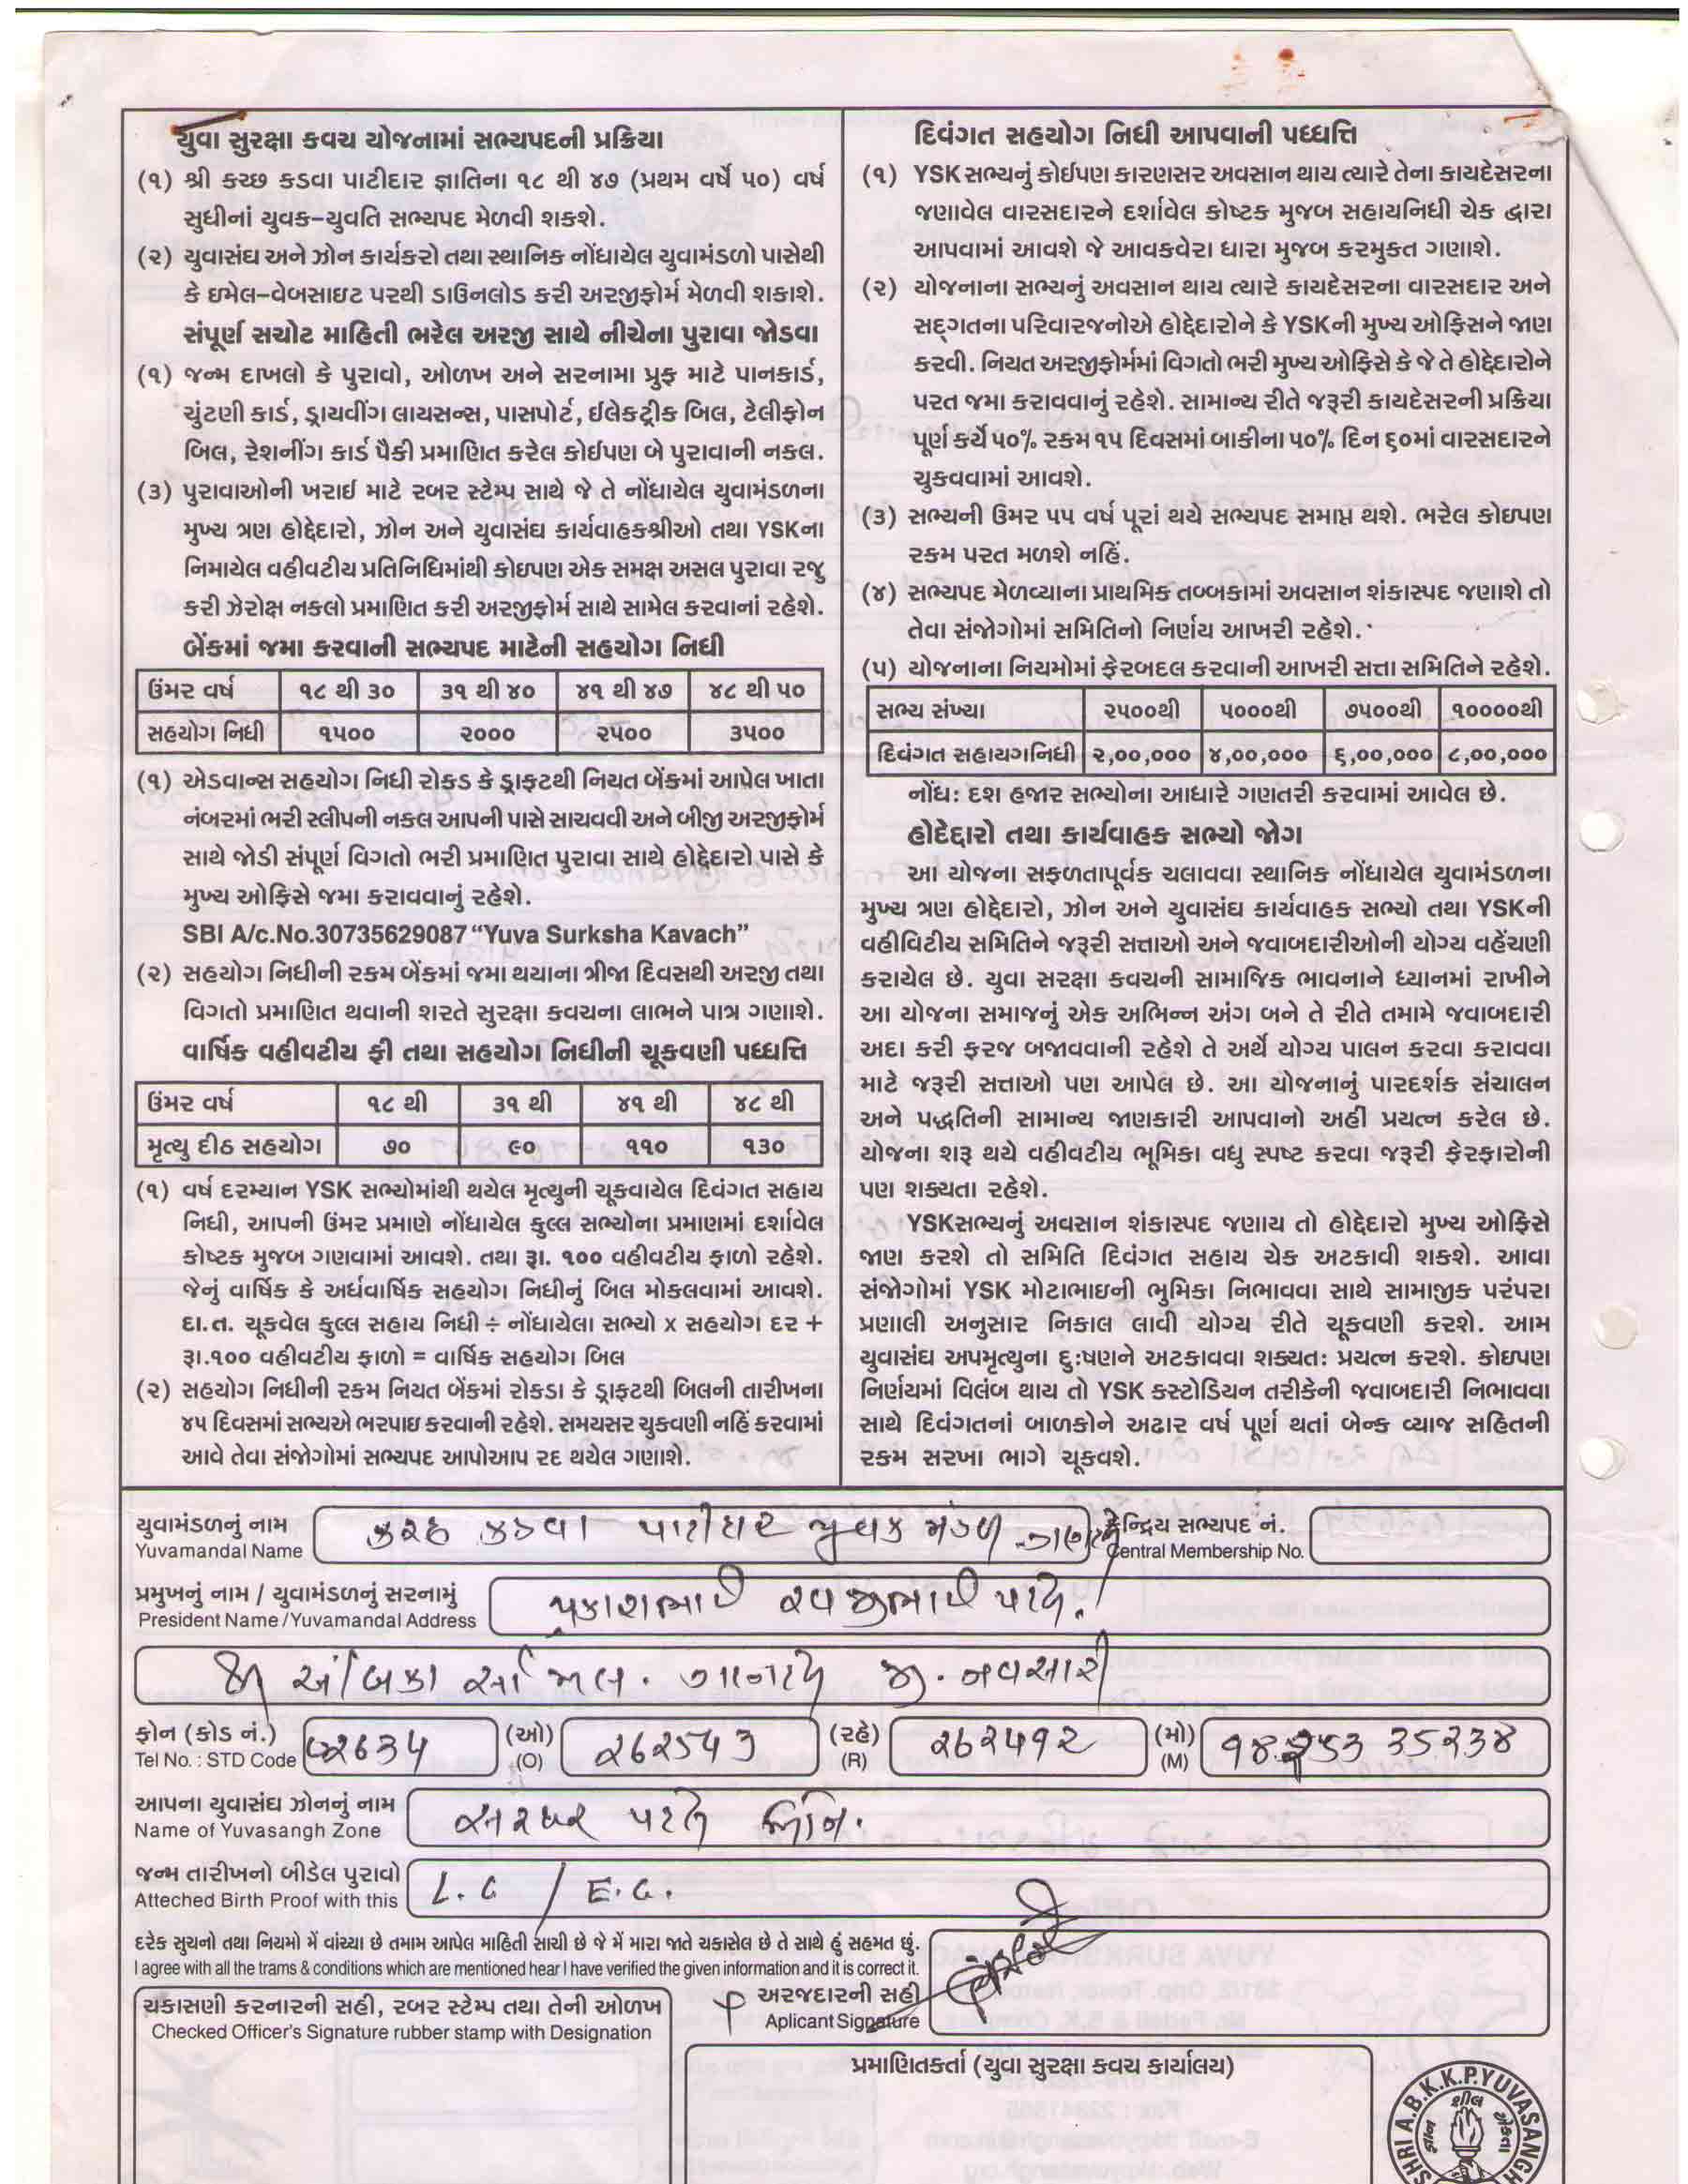 યુવા સુરક્ષા કવચ યોજનામાં સભ્યપદની પ્રક્રિયા
(૧) શ્રી કચ્છ કડવા પાટીદાર જ્ઞાતિના ૧૮ થી ૪૭ (પ્રથમ વર્ષે ૫૦) વર્ષ
સુધીનાં યુવક-યુવતિ સભ્યપદ મેળવી શકશે.
(૨) યુવાસંઘ અને ઝોન કાર્યકરો તથા સ્થાનિક નોંધાયેલ યુવામંડળો પાસેથી
કે ઇમેલ-વેબસાઇટ પરથી ડાઉનલોડ કરી અરજીફોર્મ મેળવી શકાશે.
સંપૂર્ણ સચોટ માહિતી ભરેલ અરજી સાથે નીચેના પુરાવા જોડવા
(૧) જન્મ દાખલો કે પુરાવો, ઓળખ અને સરનામા પ્રુફ માટે પાનકાર્ડ,
ચુંટણી કાર્ડ, ડ્રાયવીંગ લાયસન્સ, પાસપોર્ટ, ઈલેક્ટ્રીક બિલ, ટેલીફોન
બિલ, રેશનીંગ કાર્ડ પૈકી પ્રમાણિત કરેલ કોઈપણ બે પુરાવાની નકલ.
(૩) પુરાવાઓની ખરાઈ માટે રબર સ્ટેમ્પ સાથે જે તે નોંધાયેલ યુવામંડળના
મુખ્ય ત્રણ હોદ્દેદારો, ઝોન અને યુવાસંઘ કાર્યવાહકશ્રીઓ તથા YSKના
નિમાયેલ વહીવટીય પ્રતિનિધિમાંથી કોઇપણ એક સમક્ષ અસલ પુરાવા રજુ
કરી ઝેરોક્ષ નકલો પ્રમાણિત કરી અરજીફોર્મ સાથે સામેલ કરવાનાં રહેશે.
બેંકમાં જમા કરવાની સભ્યપદ માટેની સહયોગ નિધી
ઉંમર વર્ષ ૧૮ થી ૩૦ ૩૧ થી ૪૦ ૪૧ થી ૪૭ ૪૮ થી ૫૦
સહયોગ નિધી ૧૫૦૦ ૨૦૦૦ ૨૫૦૦ ૩૫૦૦
(૧) એડવાન્સ સહયોગ નિધી રોકડ કે ડ્રાફ્ટથી નિયત બેંકમાં આપેલ ખાતા
નંબરમાં ભરી સ્લીપની નકલ આપની પાસે સાચવવી અને બીજી અરજીફોર્મ
સાથે જોડી સંપૂર્ણ વિગતો ભરી પ્રમાણિત પુરાવા સાથે હોદ્દેદારો પાસે કે
મુખ્ય ઓફિસે જમા કરાવવાનું રહેશે.
SBI A/c.No.30735629087 “Yuva Surksha Kavach”
(૨) સહયોગ નિધીની રકમ બેંકમાં જમા થયાના ત્રીજા દિવસથી અરજી તથા
વિગતો પ્રમાણિત થવાની શરતે સુરક્ષા કવચના લાભને પાત્ર ગણાશે.
વાર્ષિક વહીવટીય ફી તથા સહયોગ નિધીની ચૂકવણી પધ્ધતિ
ઉંમર વર્ષ ૧૮ થી ૩૧ થી ૪૧ થી ૪૮ થી
મૃત્યુ દીઠ સહયોગ ૭૦ ૯૦ ૧૧૦ ૧૩૦
(૧) વર્ષ દરમ્યાન YSK સભ્યોમાંથી થયેલ મૃત્યુની ચૂકવાયેલ દિવંગત સહાય
નિધી, આપની ઉંમર પ્રમાણે નોંધાયેલ કુલ્લ સભ્યોના પ્રમાણમાં દર્શાવેલ
કોષ્ટક મુજબ ગણવામાં આવશે. તથા રૂા. ૧૦૦ વહીવટીય ફાળો રહેશે.
જેનું વાર્ષિક કે અર્ધવાર્ષિક સહયોગ નિધીનું બિલ મોકલવામાં આવશે.
દા.ત. ચૂકવેલ કુલ્લ સહાય નિધી ÷ નોંધાયેલા સભ્યો x સહયોગ દર +
રૂા.૧૦૦ વહીવટીય ફાળો = વાર્ષિક સહયોગ બિલ
(૨) સહયોગ નિધીની રકમ નિયત બેંકમાં રોકડા કે ડ્રાફ્ટથી બિલની તારીખના
૪૫ દિવસમાં સભ્યએ ભરપાઇ કરવાની રહેશે. સમયસર ચુકવણી નહિં કરવામાં
આવે તેવા સંજોગોમાં સભ્યપદ આપોઆપ રદ થયેલ ગણાશે.
દિવંગત સહયોગ નિધી આપવાની પધ્ધતિ
(૧) YSK સભ્યનું કોઈપણ કારણસર અવસાન થાય ત્યારે તેના કાયદેસરના
જણાવેલ વારસદારને દર્શાવેલ કોષ્ટક મુજબ સહાયનિધી ચેક દ્વારા
આપવામાં આવશે જે આવકવેરા ધારા મુજબ કરમુક્ત ગણાશે.
(૨) યોજનાના સભ્યનું અવસાન થાય ત્યારે કાયદેસરના વારસદાર અને
સદ્‌ગતના પરિવારજનોએ હોદ્દેદારોને કે YSKની મુખ્ય ઓફિસને જાણ
કરવી. નિયત અરજીફોર્મમાં વિગતો ભરી મુખ્ય ઓફિસે કે જે તે હોદ્દેદારોને
પરત જમા કરાવવાનું રહેશે. સામાન્ય રીતે જરૂરી કાયદેસરની પ્રક્રિયા
પૂર્ણ કર્યે ૫૦% રકમ ૧૫ દિવસમાં બાકીના ૫૦% દિન ૬૦માં વારસદારને
ચુકવવામાં આવશે.
(૩) સભ્યની ઉમર ૫૫ વર્ષ પૂરાં થયે સભ્યપદ સમાપ્ત થશે. ભરેલ કોઇપણ
રકમ પરત મળશે નહિં.
(૪) સભ્યપદ મેળવ્યાના પ્રાથમિક તબ્બકામાં અવસાન શંકાસ્પદ જણાશે તો
તેવા સંજોગોમાં સમિતિનો નિર્ણય આખરી રહેશે.
(૫) યોજનાના નિયમોમાં ફેરબદલ કરવાની આખરી સત્તા સમિતિને રહેશે.
સભ્ય સંખ્યા ૨૫૦૦થી ૫૦૦૦થી ૭૫૦૦થી ૧૦૦૦૦થી
દિવંગત સહાયગનિધી ૨,૦૦,૦૦૦ ૪,૦૦,૦૦૦ ૬,૦૦,૦૦૦ ૮,૦૦,૦૦૦
નોંધ: દશ હજાર સભ્યોના આધારે ગણતરી કરવામાં આવેલ છે.
હોદેદ્દારો તથા કાર્યવાહક સભ્યો જોગ
આ યોજના સફળતાપૂર્વક ચલાવવા સ્થાનિક નોંધાયેલ યુવામંડળના
મુખ્ય ત્રણ હોદ્દેદારો, ઝોન અને યુવાસંઘ કાર્યવાહક સભ્યો તથા YSKની
વહીવિટીય સમિતિને જરૂરી સત્તાઓ અને જવાબદારીઓની યોગ્ય વહેંચણી
કરાયેલ છે. યુવા સરક્ષા કવચની સામાજિક ભાવનાને ધ્યાનમાં રાખીને
આ યોજના સમાજનું એક અભિન્ન અંગ બને તે રીતે તમામે જવાબદારી
અદા કરી ફરજ બજાવવાની રહેશે તે અર્થે યોગ્ય પાલન કરવા કરાવવા
માટે જરૂરી સત્તાઓ પણ આપેલ છે. આ યોજનાનું પારદર્શક સંચાલન
અને પદ્ધતિની સામાન્ય જાણકારી આપવાનો અહીં પ્રયત્ન કરેલ છે.
યોજના શરૂ થયે વહીવટીય ભૂમિકા વધુ સ્પષ્ટ કરવા જરૂરી ફેરફારોની
પણ શક્યતા રહેશે.
YSKસભ્યનું અવસાન શંકાસ્પદ જણાય તો હોદ્દેદારો મુખ્ય ઓફિસે
જાણ કરશે તો સમિતિ દિવંગત સહાય ચેક અટકાવી શકશે. આવા
સંજોગોમાં YSK મોટાભાઇની ભુમિકા નિભાવવા સાથે સામાજીક પરંપરા
પ્રણાલી અનુસાર નિકાલ લાવી યોગ્ય રીતે ચૂકવણી કરશે. આમ
યુવાસંઘ અપમૃત્યુના દુઃષણને અટકાવવા શક્યતઃ પ્રયત્ન કરશે. કોઇપણ
નિર્ણયમાં વિલંબ થાય તો YSK કસ્ટોડિયન તરીકેની જવાબદારી નિભાવવા
સાથે દિવંગતનાં બાળકોને અઢાર વર્ષ પૂર્ણ થતાં બેન્ક વ્યાજ સહિતની
રકમ સરખા ભાગે ચૂકવશે.
યુવામંડળનું નામ કચ્છ કડવા પાટીદાર યુવક મંડળ કેન્દ્રિય સભ્યપદ નં.
Yuvamandal Name Central Membership No.
પ્રમુખનું નામ / યુવામંડળનું સરનામું પ્રકાશભાઈ રવજીભાઈ પટેલ
President Name /Yuvamandal Address
અંબિકા સો મિલ. જી. નવસારી
ફોન (કોડ નં.) 02634 (ઓ) 262543 (રહે) 262492 (મો)
Tel No. : STD Code (O) (R) (M)
આપના યુવાસંઘ ઝોનનું નામ સરદાર પટેલ
Name of Yuvasangh Zone
જન્મ તારીખનો બીડેલ પુરાવો L.C / E.C.
Atteched Birth Proof with this
દરેક સુચનો તથા નિયમો મેં વાંચ્યા છે તમામ આપેલ માહિતી સાચી છે જે મેં મારા જાતે ચકાસેલ છે તે સાથે હું સહમત છું.
I agree with all the trams & conditions which are mentioned hear I have verified the given information and it is correct it.
ચકાસણી કરનારની સહી, રબર સ્ટેમ્પ તથા તેની ઓળખ
Checked Officer's Signature rubber stamp with Designation
અરજદારની સહી
Aplicant Signature
પ્રમાણિતકર્તા (યુવા સુરક્ષા કવચ કાર્યાલય)
SHRI A.B.K.K.P.YUVASANGH
શીલ
એકતા